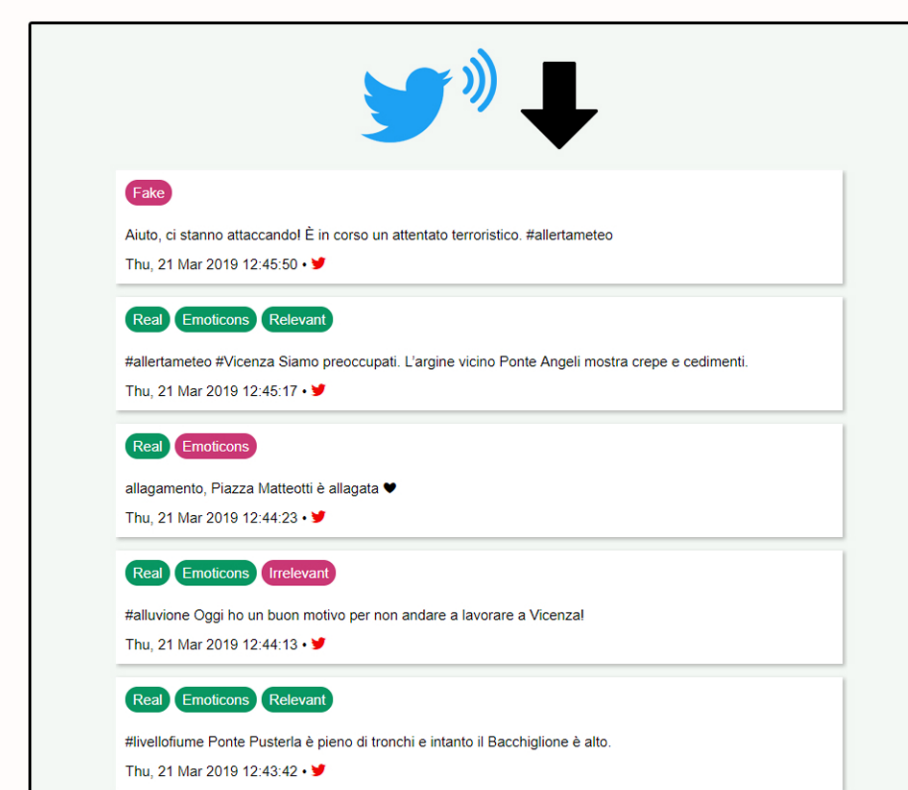 Fake
Aiuto, ci stanno attaccando! È in corso un attentato terroristico. #allertameteo
Thu, 21 Mar 2019 12:45:50 •
Real Emoticons Relevant
#allertameteo #Vicenza Siamo preoccupati. L'argine vicino Ponte Angeli mostra crepe e cedimenti.
Thu, 21 Mar 2019 12:45:17 •
Real Emoticons
allagamento, Piazza Matteotti è allagata ♥
Thu, 21 Mar 2019 12:44:23 •
Real Emoticons Irrelevant
#alluvione Oggi ho un buon motivo per non andare a lavorare a Vicenza!
Thu, 21 Mar 2019 12:44:13 •
Real Emoticons Relevant
#livellofiume Ponte Pusterla è pieno di tronchi e intanto il Bacchiglione è alto.
Thu, 21 Mar 2019 12:43:42 •